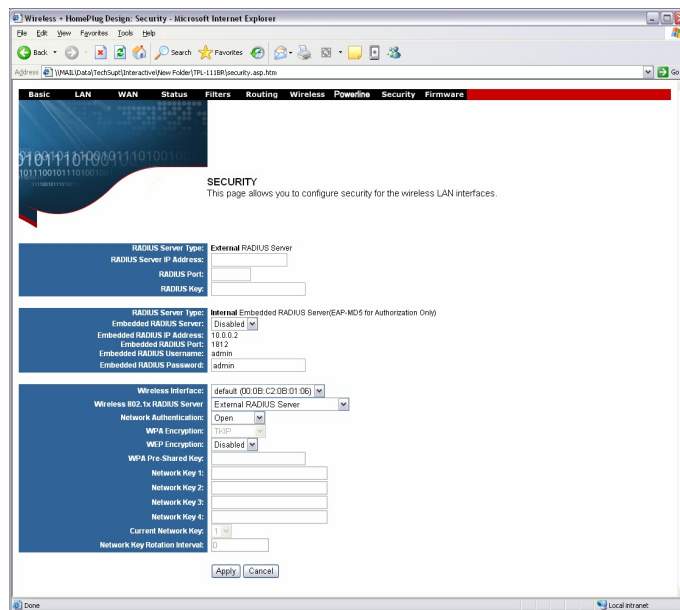 Wireless + HomePlug Design: Security - Microsoft Internet Explorer
File Edit View Favorites Tools Help
Back Search Favorites
Address \\MAIL\Data\TechSupt\Interactive\New Folder\TPL-111BR\security.asp.htm Go
Basic LAN WAN Status Filters Routing Wireless Powerline Security Firmware
SECURITY
This page allows you to configure security for the wireless LAN interfaces.
RADIUS Server Type: External RADIUS Server
RADIUS Server IP Address:
RADIUS Port:
RADIUS Key:
RADIUS Server Type: Internal Embedded RADIUS Server(EAP-MD5 for Authorization Only)
Embedded RADIUS Server: Disabled
Embedded RADIUS IP Address: 10.0.0.2
Embedded RADIUS Port: 1812
Embedded RADIUS Username: admin
Embedded RADIUS Password: admin
Wireless Interface: default (00:0B:C2:0B:01:06)
Wireless 802.1x RADIUS Server External RADIUS Server
Network Authentication: Open
WPA Encryption: TKIP
WEP Encryption: Disabled
WPA Pre-Shared Key:
Network Key 1:
Network Key 2:
Network Key 3:
Network Key 4:
Current Network Key: 1
Network Key Rotation Interval: 0
Apply Cancel
Done Local intranet